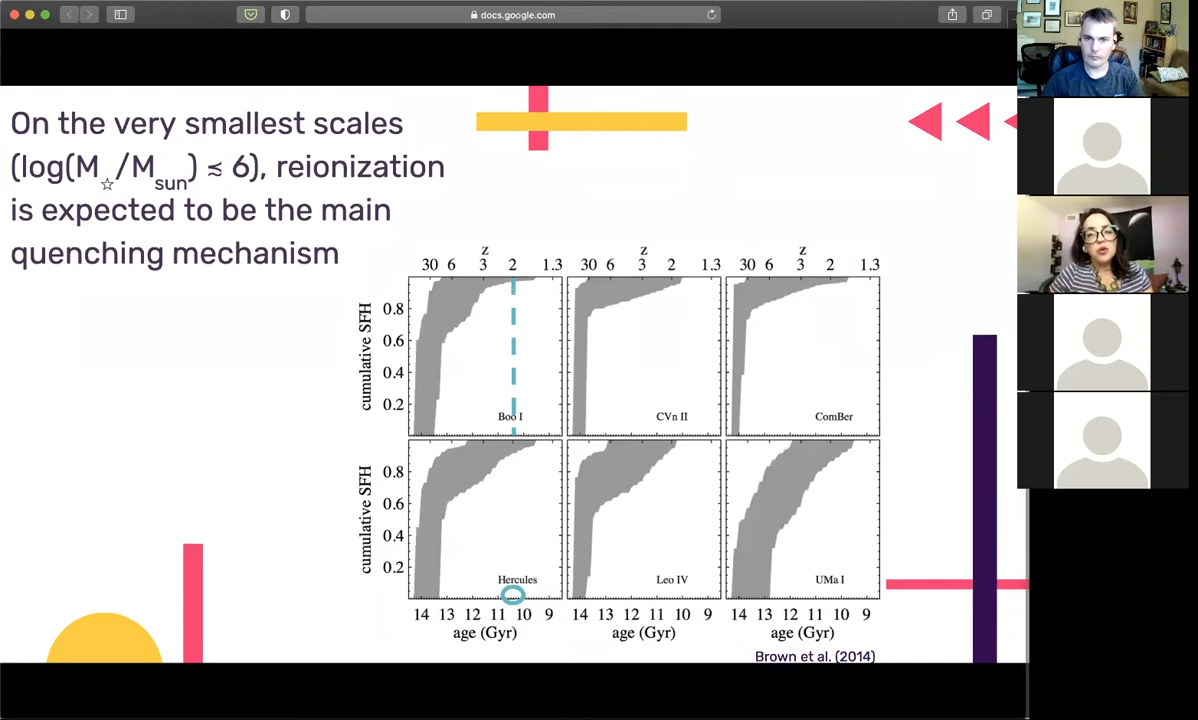 docs.google.com
On the very smallest scales
(log(M☆/Msun) ≲ 6), reionization
is expected to be the main
quenching mechanism
z z z
30 6 3 2 1.3 30 6 3 2 1.3 30 6 3 2 1.3
cumulative SFH
0.8
0.6
0.4
0.2
Boo I CVn II ComBer
cumulative SFH
0.8
0.6
0.4
0.2
Hercules Leo IV UMa I
14 13 12 11 10 9 14 13 12 11 10 9 14 13 12 11 10 9
age (Gyr) age (Gyr) age (Gyr)
Brown et al. (2014)